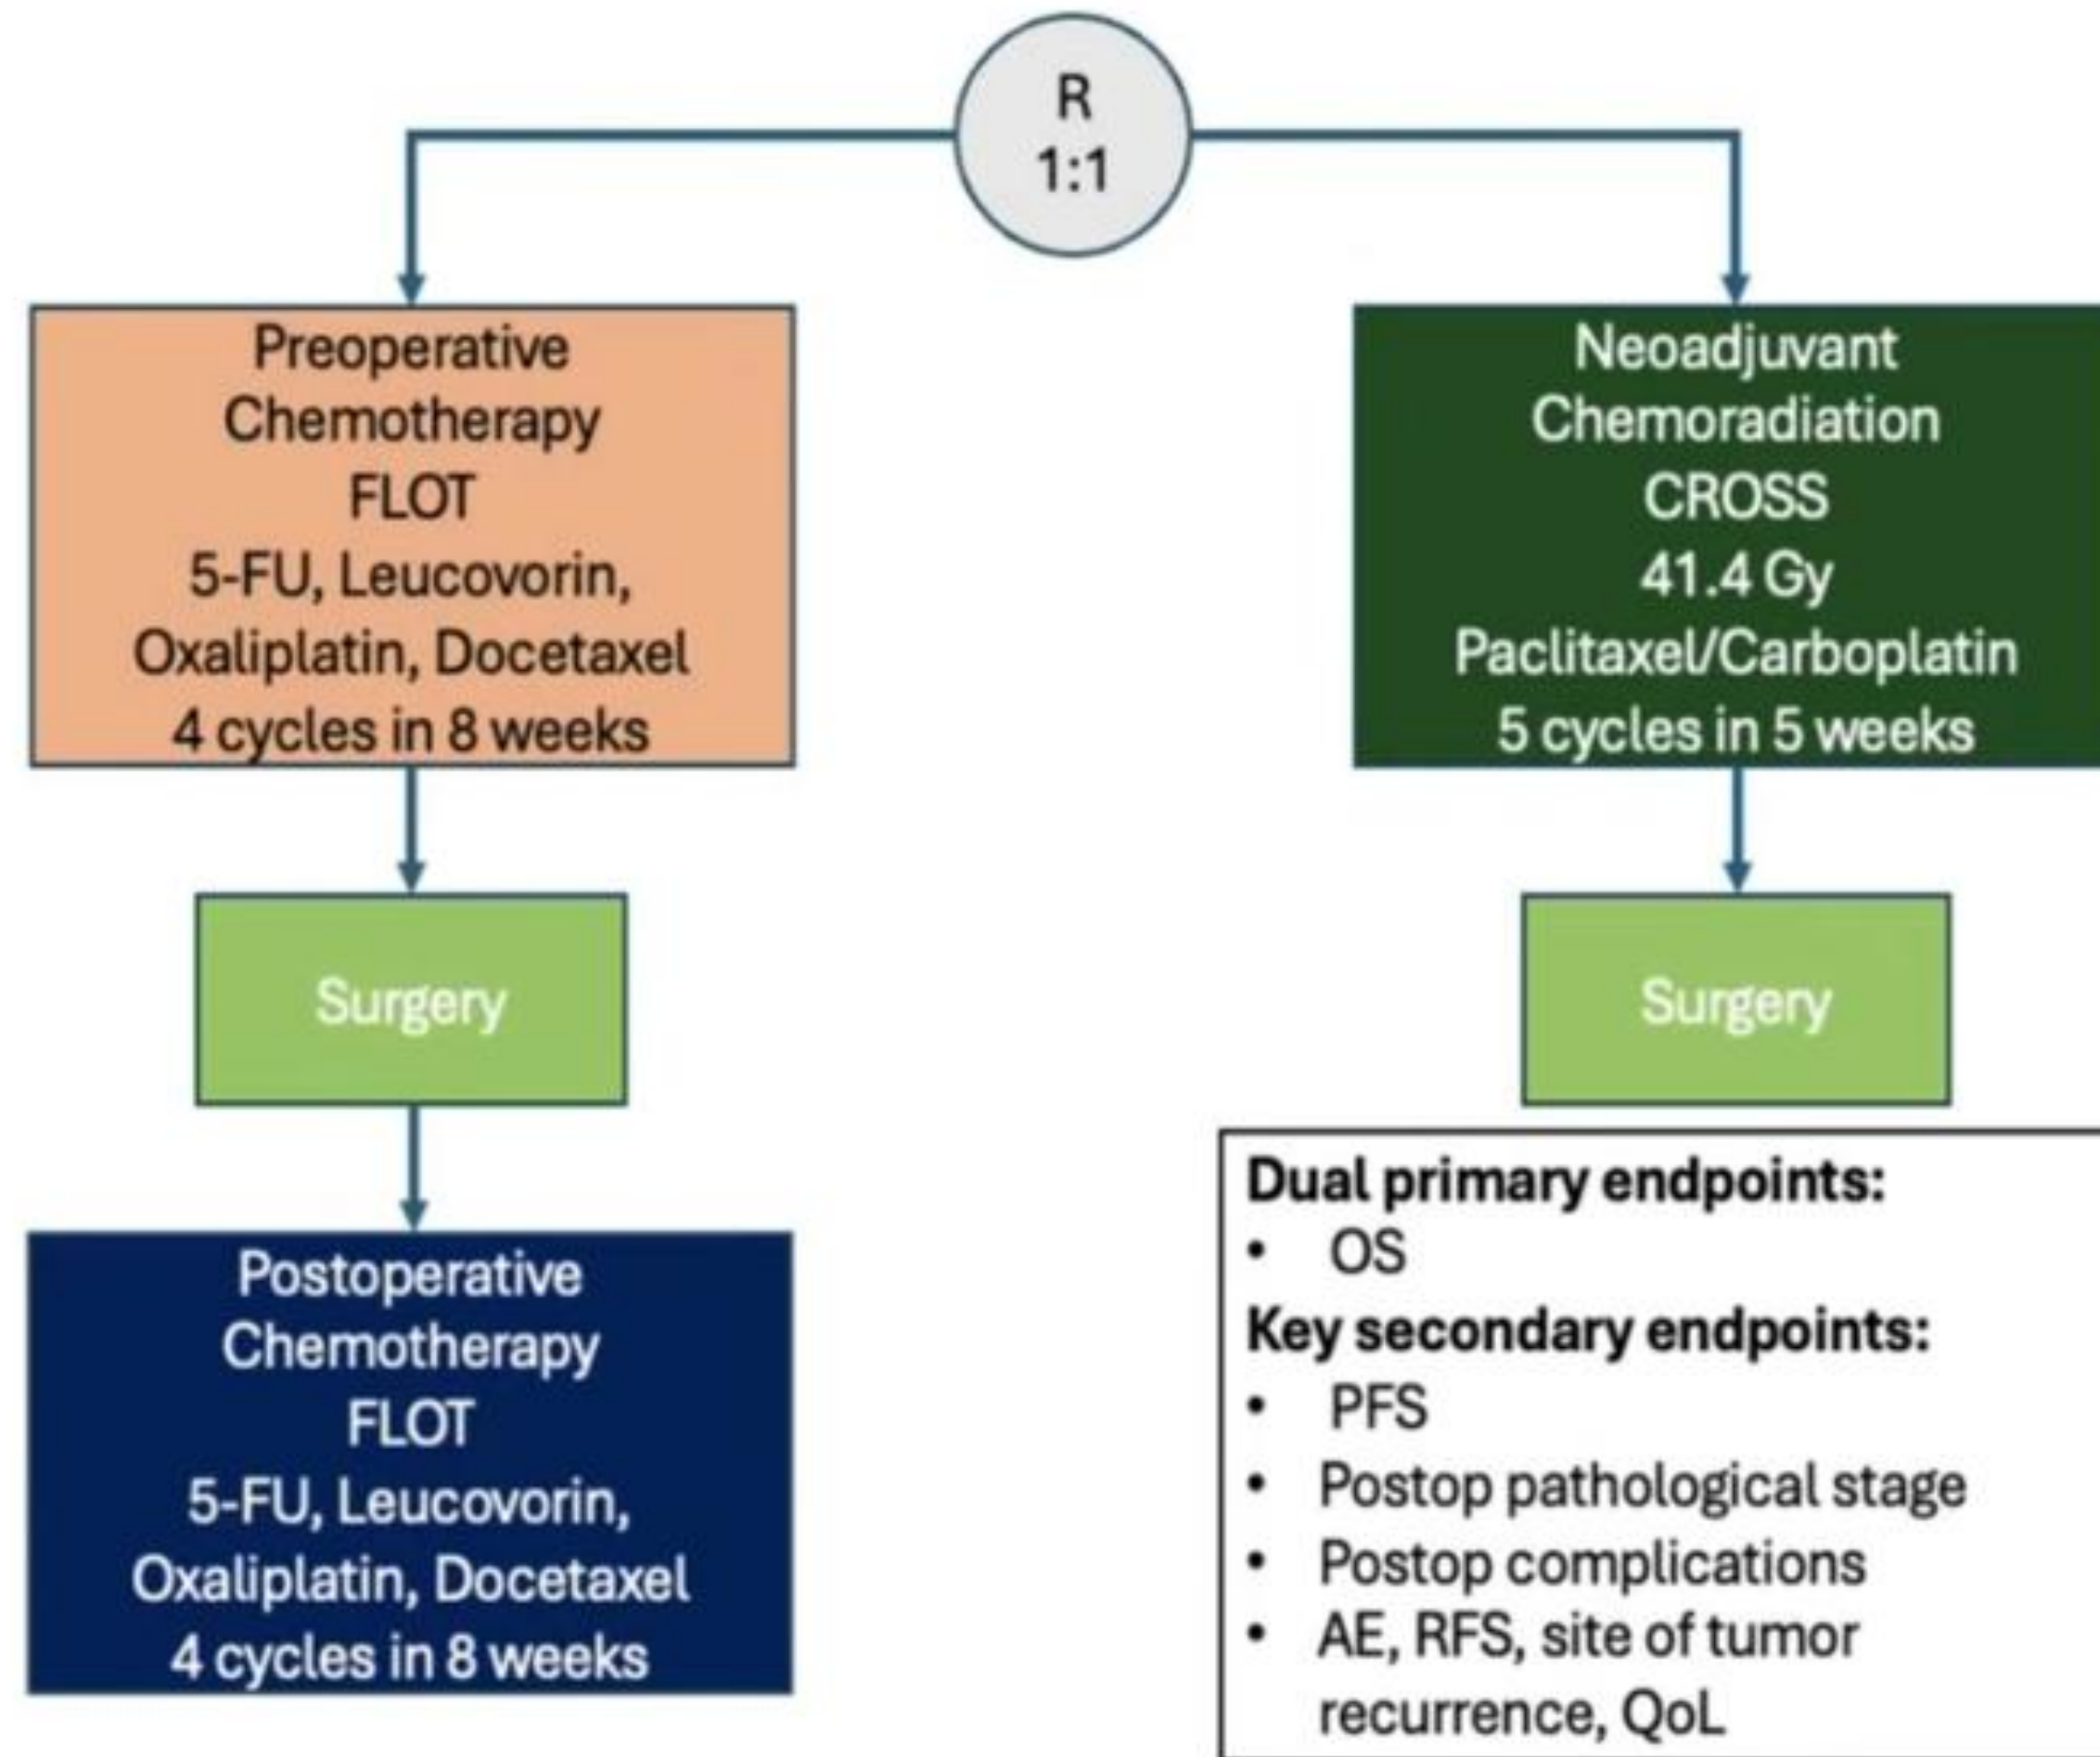 R
1:1
Preoperative
Chemotherapy
FLOT
5-FU, Leucovorin,
Oxaliplatin, Docetaxel
4 cycles in 8 weeks
Neoadjuvant
Chemoradiation
CROSS
41.4 Gy
Paclitaxel/Carboplatin
5 cycles in 5 weeks
Surgery
Surgery
Postoperative
Chemotherapy
FLOT
5-FU, Leucovorin,
Oxaliplatin, Docetaxel
4 cycles in 8 weeks
Dual primary endpoints:
• OS
Key secondary endpoints:
• PFS
• Postop pathological stage
• Postop complications
• AE, RFS, site of tumor
recurrence, QoL